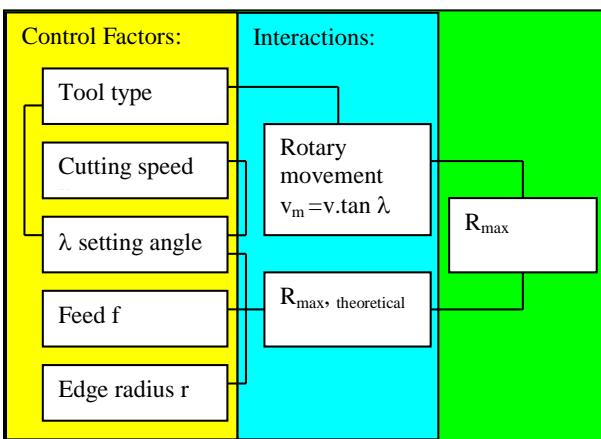 Control Factors:
Tool type
Cutting speed
λ setting angle
Feed f
Edge radius r
Interactions:
Rotary
movement
vm =v.tan λ
Rmax, theoretical
Rmax